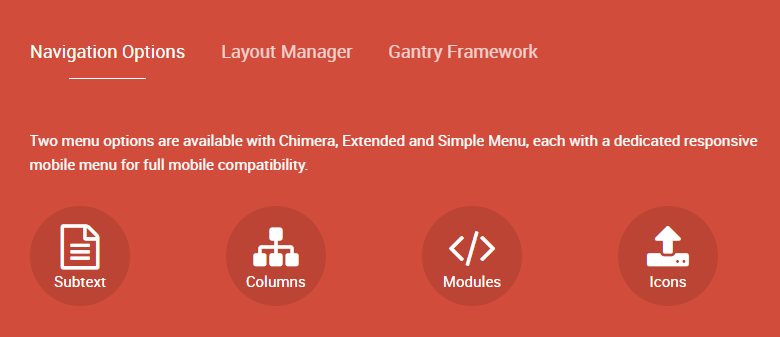 Navigation Options Layout Manager Gantry Framework
Two menu options are available with Chimera, Extended and Simple Menu, each with a dedicated responsive
mobile menu for full mobile compatibility.
Subtext Columns Modules Icons